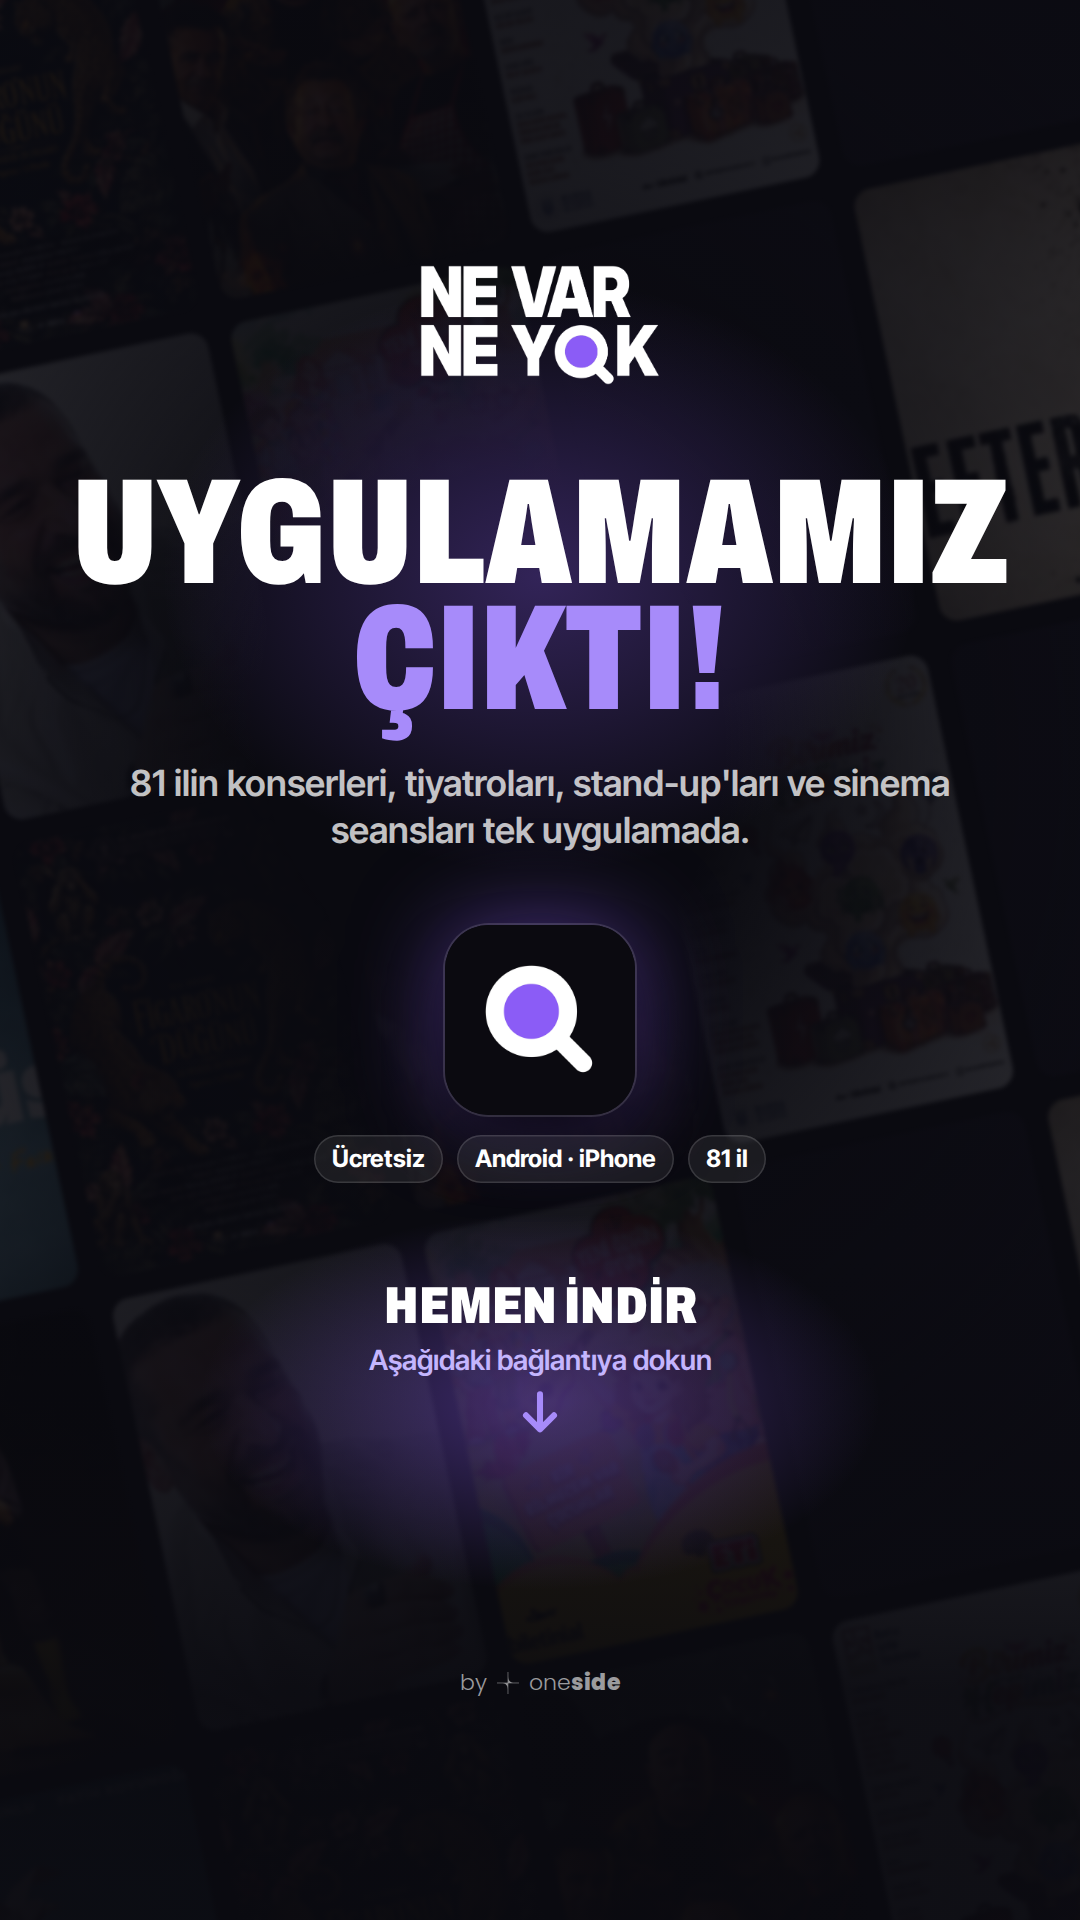 NE VAR
NE YOK
UYGULAMAMIZ
ÇIKTI!
81 ilin konserleri, tiyatroları, stand-up'ları ve sinema
seansları tek uygulamada.
Ücretsiz
Android · iPhone
81 il
HEMEN İNDİR
Aşağıdaki bağlantıya dokun
by oneside